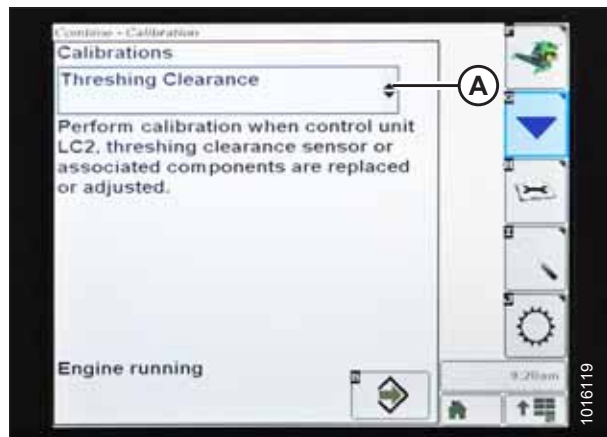 Combine - Calibration
Calibrations
Threshing Clearance
A
Perform calibration when control unit
LC2, threshing clearance sensor or
associated components are replaced
or adjusted.
Engine running
9:20am
1016119